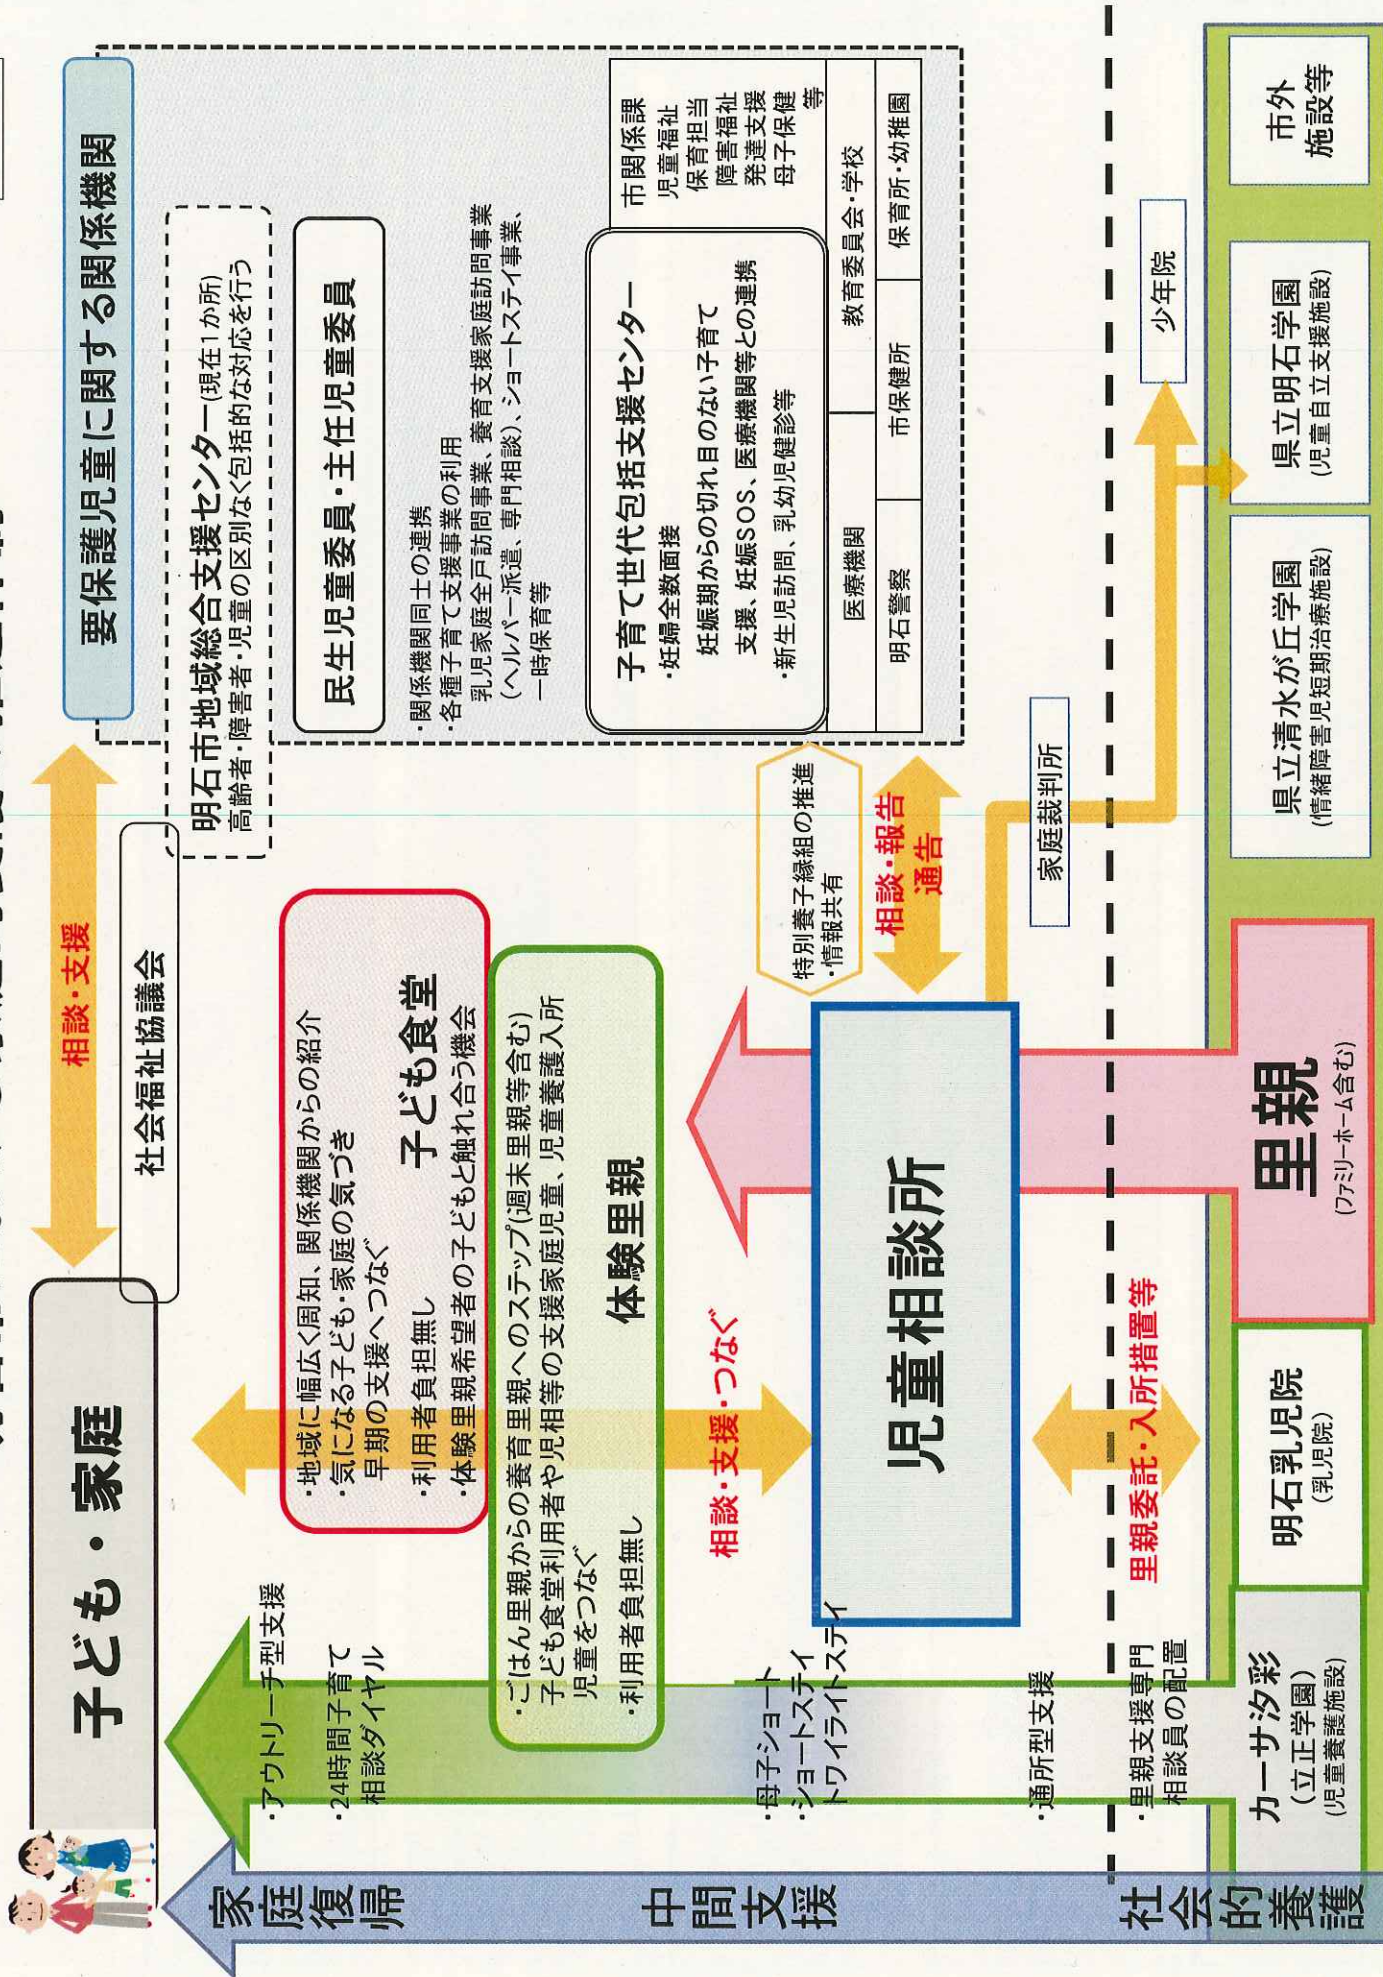 子ども・家庭
相談・支援
要保護児童に関する関係機関
社会福祉協議会
明石市地域総合支援センター(現在1か所)
高齢者・障害者・児童の区別なく包括的な対応を行う
民生児童委員・主任児童委員
・関係機関同士の連携
・各種子育て支援事業の利用
乳児家庭全戸訪問事業、養育支援家庭訪問事業
(ヘルパー派遣、専門相談)、ショートステイ事業、
一時保育等
子育て世代包括支援センター
・妊婦全数面接
妊娠期からの切れ目のない子育て
支援、妊娠SOS、医療機関等との連携
・新生児訪問、乳幼児健診等
市関係課
児童福祉
保育担当
障害福祉
発達支援
母子保健
等
医療機関
教育委員会・学校
明石警察
市保健所
保育所・幼稚園
家庭復帰
・アウトリーチ型支援
・24時間子育て
相談ダイヤル
・地域に幅広く周知、関係機関からの紹介
・気になる子ども・家庭の気づき
早期の支援へつなぐ
・利用者負担無し
子ども食堂
・体験里親希望者の子どもと触れ合う機会
・ごはん里親からの養育里親へのステップ(週末里親等含む)
子ども食堂利用者や児相等の支援家庭児童、児童養護入所
児童をつなぐ
・利用者負担無し
体験里親
中間支援
・母子ショート
・ショートステイ
トワイライトステイ
相談・支援・つなぐ
特別養子縁組の推進
・情報共有
相談・報告
通告
児童相談所
家庭裁判所
少年院
・通所型支援
・里親支援専門
相談員の配置
里親委託・入所措置等
社会的養護
カーサ汐彩
(立正学園)
(児童養護施設)
明石乳児院
(乳児院)
里親
(ファミリーホーム含む)
県立清水が丘学園
(情緒障害児短期治療施設)
県立明石学園
(児童自立支援施設)
市外
施設等